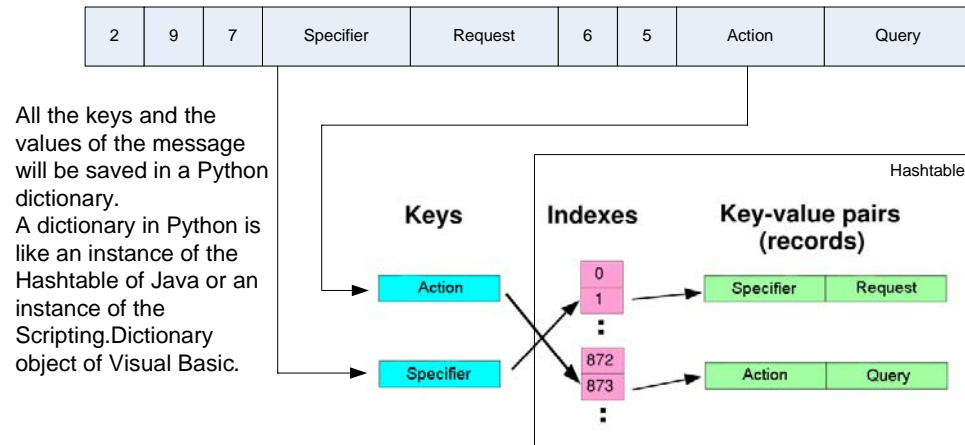 2 9 7 Specifier Request 6 5 Action Query
All the keys and the
values of the message
will be saved in a Python
dictionary.
A dictionary in Python is
like an instance of the
Hashtable of Java or an
instance of the
Scripting.Dictionary
object of Visual Basic.
Hashtable
Keys Indexes Key-value pairs
(records)
Action
0
1
:
Specifier Request
Specifier
872
873
:
Action Query